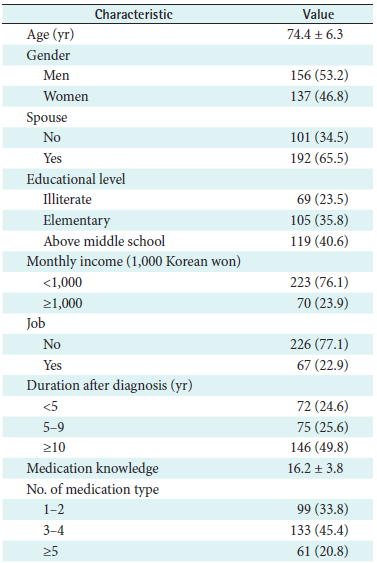 Characteristic Value
Age (yr) 74.4 ± 6.3
Gender
Men 156 (53.2)
Women 137 (46.8)
Spouse
No 101 (34.5)
Yes 192 (65.5)
Educational level
Illiterate 69 (23.5)
Elementary 105 (35.8)
Above middle school 119 (40.6)
Monthly income (1,000 Korean won)
<1,000 223 (76.1)
≥1,000 70 (23.9)
Job
No 226 (77.1)
Yes 67 (22.9)
Duration after diagnosis (yr)
<5 72 (24.6)
5–9 75 (25.6)
≥10 146 (49.8)
Medication knowledge 16.2 ± 3.8
No. of medication type
1–2 99 (33.8)
3–4 133 (45.4)
≥5 61 (20.8)